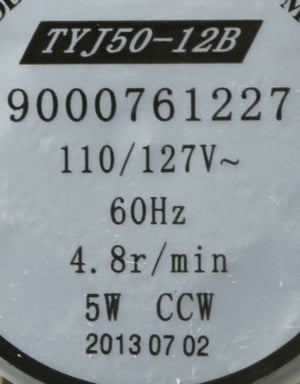 TYJ50-12B
9000761227
110/127V~
60Hz
4.8r/min
5W CCW
2013 07 02